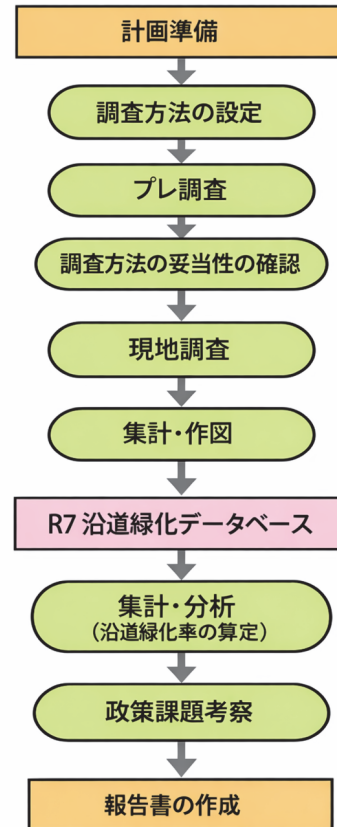 計画準備
調査方法の設定
プレ調査
調査方法の妥当性の確認
現地調査
集計・作図
R7 沿道緑化データベース
集計・分析
（沿道緑化率の算定）
政策課題考察
報告書の作成